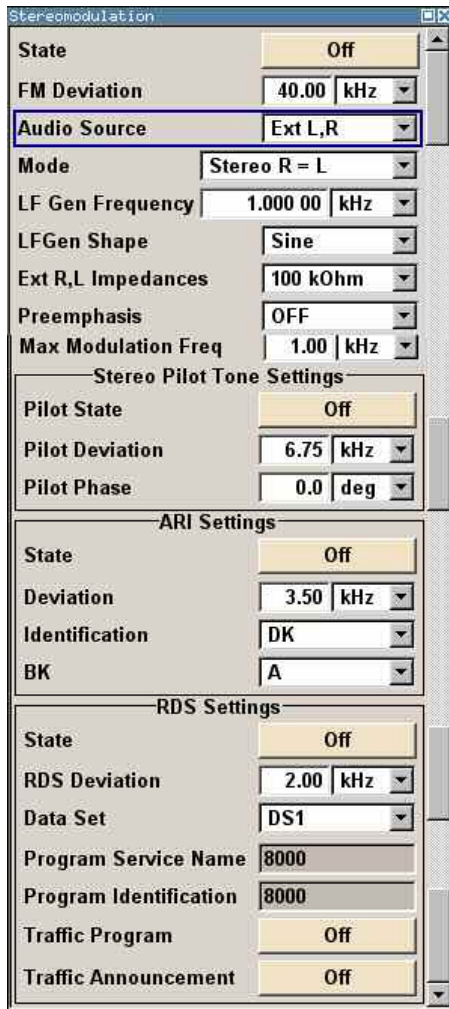 Stereomodulation
State Off
FM Deviation 40.00 kHz
Audio Source Ext L,R
Mode Stereo R = L
LF Gen Frequency 1.000 00 kHz
LFGen Shape Sine
Ext R,L Impedances 100 kOhm
Preemphasis OFF
Max Modulation Freq 1.00 kHz
Stereo Pilot Tone Settings
Pilot State Off
Pilot Deviation 6.75 kHz
Pilot Phase 0.0 deg
ARI Settings
State Off
Deviation 3.50 kHz
Identification DK
BK A
RDS Settings
State Off
RDS Deviation 2.00 kHz
Data Set DS1
Program Service Name 8000
Program Identification 8000
Traffic Program Off
Traffic Announcement Off